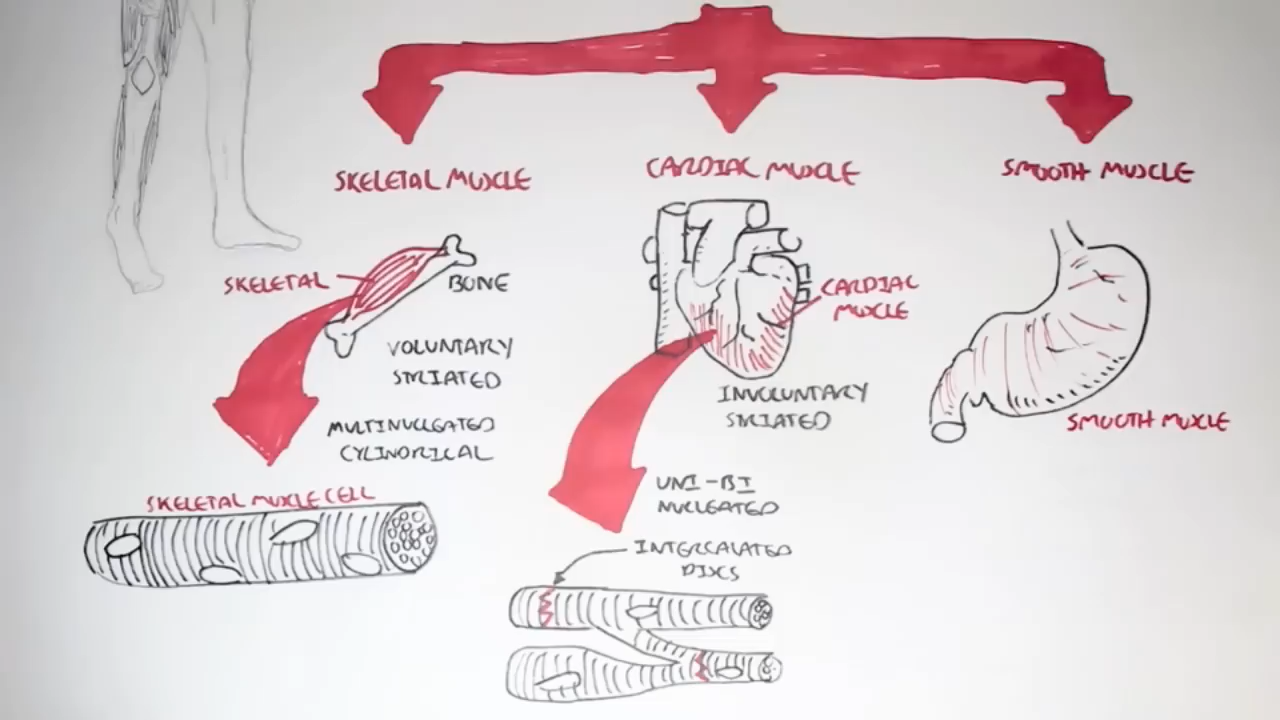 SKELETAL MUSCLE
CARDIAC MUSCLE
SMOOTH MUSCLE
SKELETAL
BONE
VOLUNTARY
STRIATED
MULTINUCLEATED
CYLINDRICAL
SKELETAL MUSCLE CELL
CARDIAC
MUSCLE
INVOLUNTARY
STRIATED
UNI-BI
NUCLEATED
INTERCALATED
DISCS
SMOOTH MUSCLE